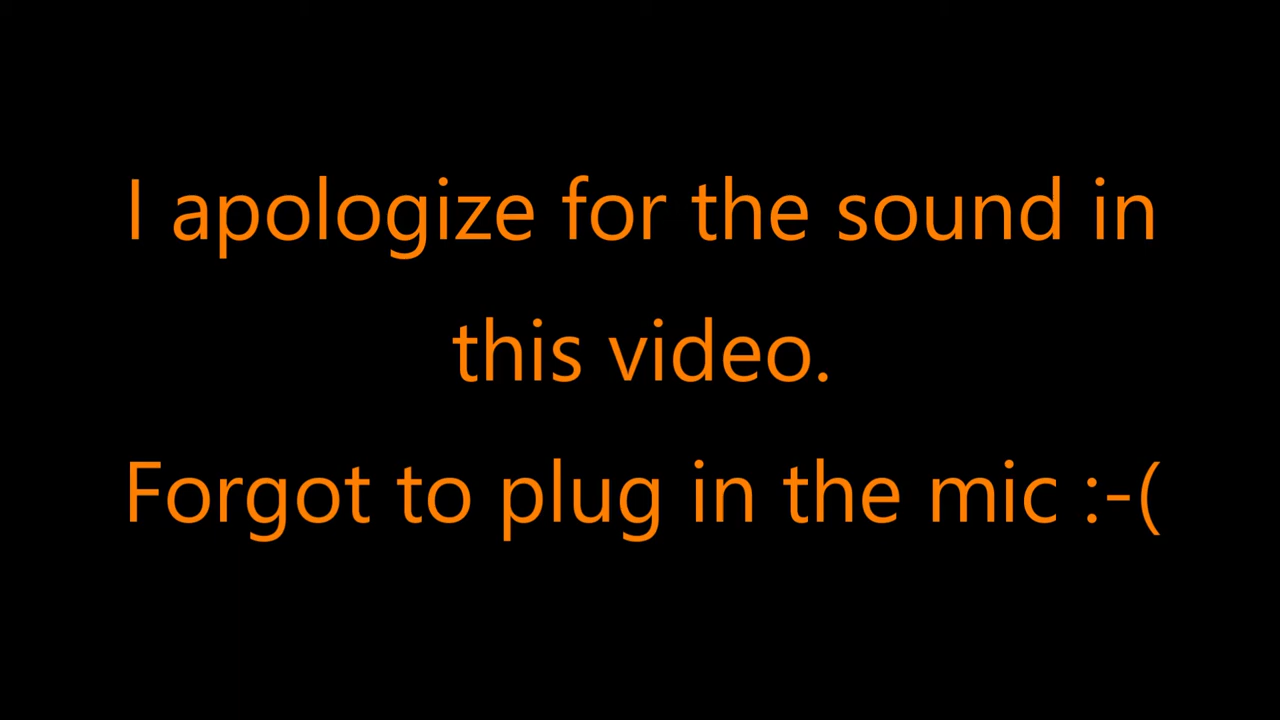 I apologize for the sound in
this video.
Forgot to plug in the mic :-(